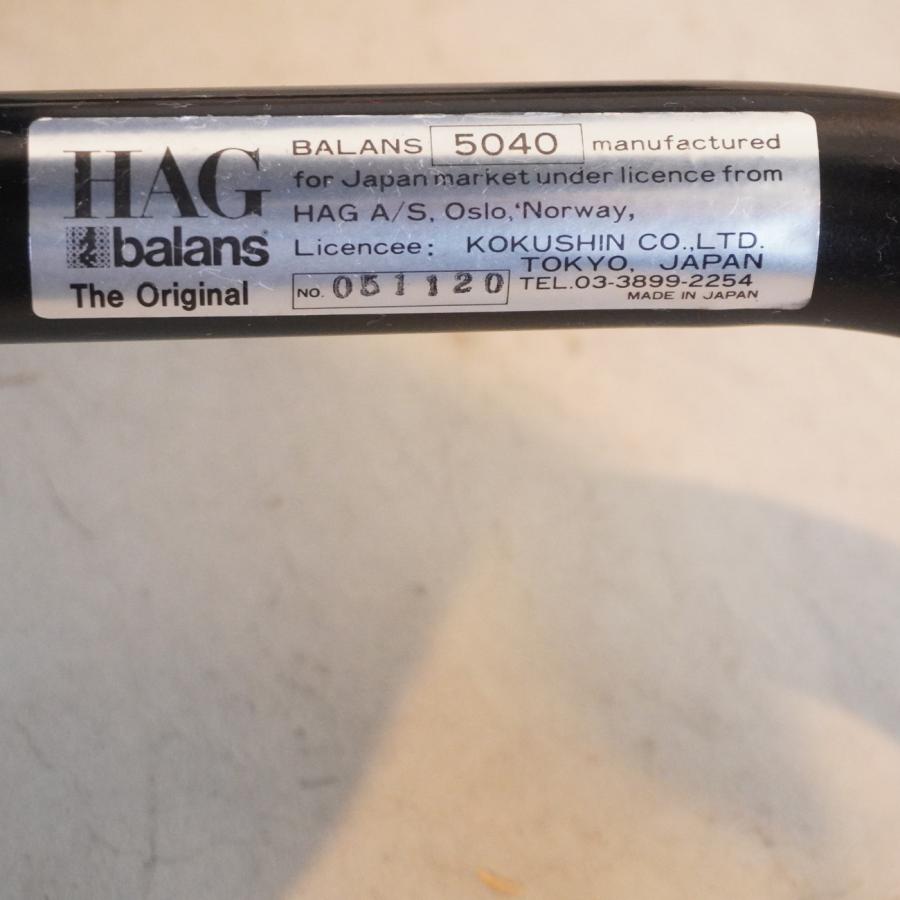 HAG
balans
The Original
BALANS 5040 manufactured
for Japan market under licence from
HAG A/S, Oslo,'Norway,
Licencee: KOKUSHIN CO.,LTD.
TOKYO, JAPAN
NO. 051120 TEL.03-3899-2254
MADE IN JAPAN